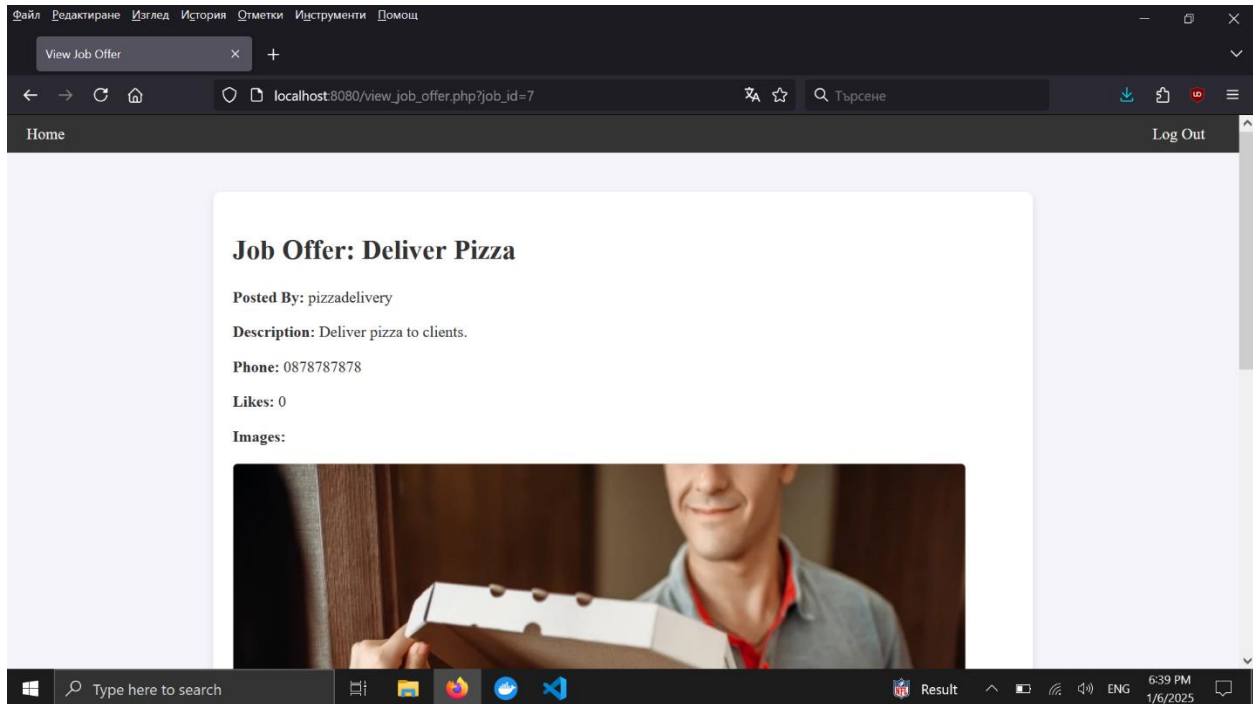 Файл Редактиране Изглед История Отметки Инструменти Помощ
View Job Offer
localhost:8080/view_job_offer.php?job_id=7
Търсене
Home Log Out
Job Offer: Deliver Pizza
Posted By: pizzadelivery
Description: Deliver pizza to clients.
Phone: 0878787878
Likes: 0
Images:
Type here to search
Result
ENG
6:39 PM
1/6/2025